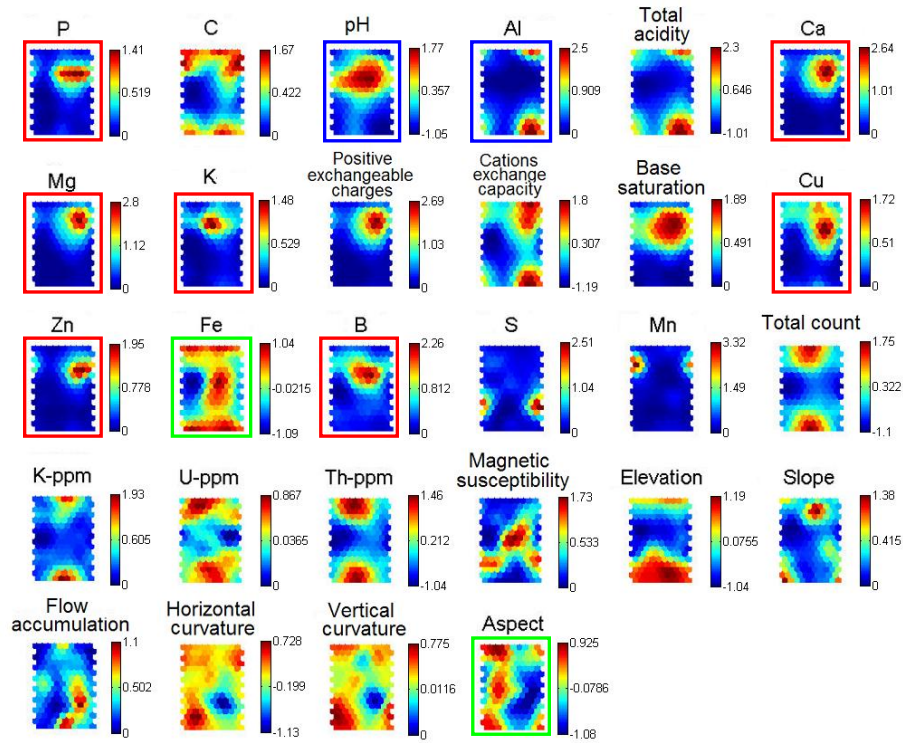 P C pH Al Total acidity Ca
1.41 1.67 1.77 2.5 2.3 2.64
0.519 0.422 0.357 0.909 0.646 1.01
0 0 -1.05 0 -1.01 0
Mg K Positive exchangeable charges Cations exchange capacity Base saturation Cu
2.8 1.48 2.69 1.8 1.89 1.72
1.12 0.529 1.03 0.307 0.491 0.51
0 0 0 -1.19 0 0
Zn Fe B S Mn Total count
1.95 1.04 2.26 2.51 3.32 1.75
0.778 -0.0215 0.812 1.04 1.49 0.322
0 -1.09 0 0 0 -1.1
K-ppm U-ppm Th-ppm Magnetic susceptibility Elevation Slope
1.93 0.867 1.46 1.73 1.19 1.38
0.605 0.0365 0.212 0.533 0.0755 0.415
0 0 -1.04 0 -1.04 0
Flow accumulation Horizontal curvature Vertical curvature Aspect
1.1 0.728 0.775 0.925
0.502 -0.199 0.0116 -0.0786
0 -1.13 0 -1.08